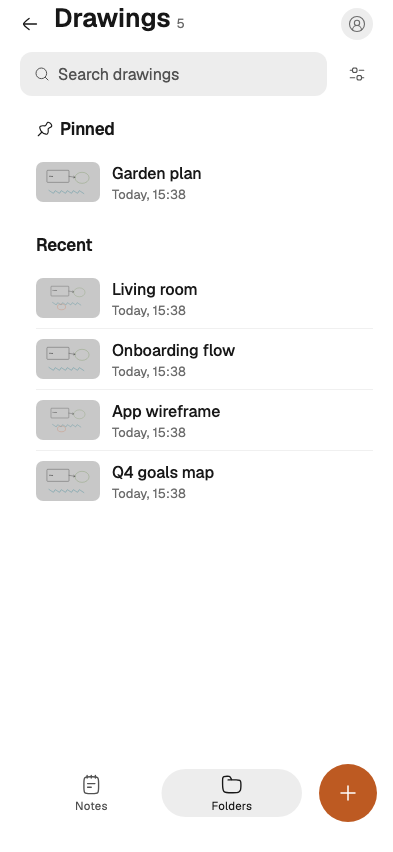 Drawings 5
Search drawings
Pinned
Garden plan
Today, 15:38
Recent
Living room
Today, 15:38
Onboarding flow
Today, 15:38
App wireframe
Today, 15:38
Q4 goals map
Today, 15:38
Notes
Folders